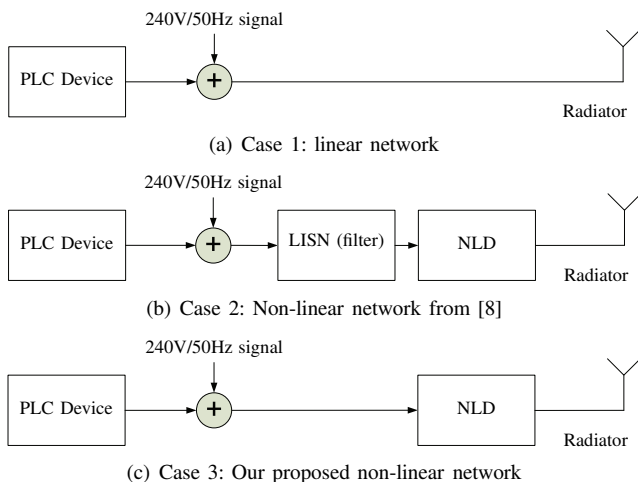 240V/50Hz signal
PLC Device
+
Radiator
(a) Case 1: linear network
240V/50Hz signal
PLC Device
+
LISN (filter)
NLD
Radiator
(b) Case 2: Non-linear network from [8]
240V/50Hz signal
PLC Device
+
NLD
Radiator
(c) Case 3: Our proposed non-linear network